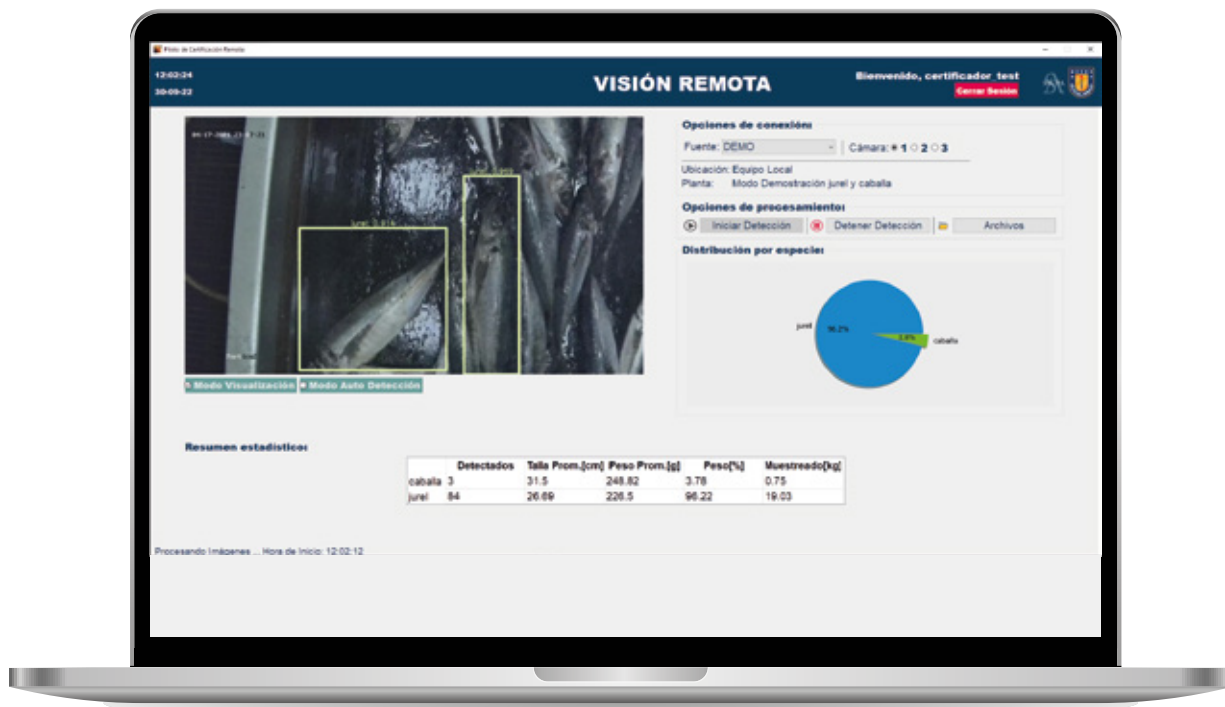 Piloto de Certificación Remota
12:02:24
30-09-22
VISIÓN REMOTA
Bienvenido, certificador_test
Cerrar Sesión
jurel 0.914
Opciones de conexión:
Fuente: DEMO
Cámara: 1 2 3
Ubicación: Equipo Local
Planta: Modo Demostración jurel y caballa
Opciones de procesamiento:
Iniciar Detección Detener Detección Archivos
Distribución por especie:
jurel 96.2% 3.8% caballa
Modo Visualización Modo Auto Detección
Resumen estadístico:
Detectados Talla Prom.[cm] Peso Prom.[g] Peso[%] Muestreado[kg]
caballa 3 31.5 248.82 3.78 0.75
jurel 84 26.69 226.5 96.22 19.03
Procesando Imágenes ... Hora de Inicio: 12:02:12